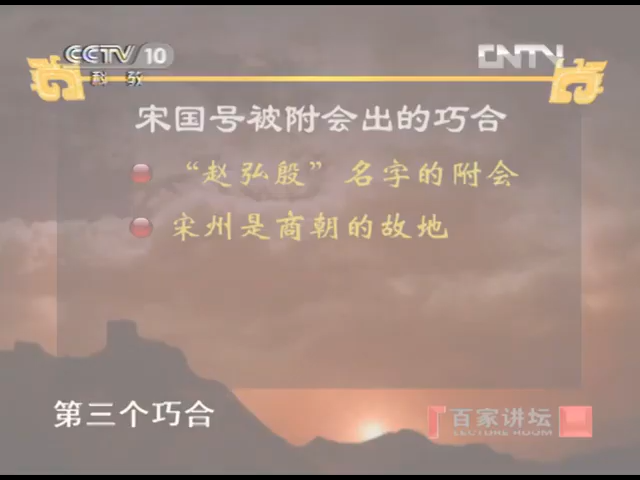 CCTV 10
科教
CNTV
宋国号被附会出的巧合
“赵弘殷”名字的附会
宋州是商朝的故地
第三个巧合
百家讲坛
LECTURE ROOM